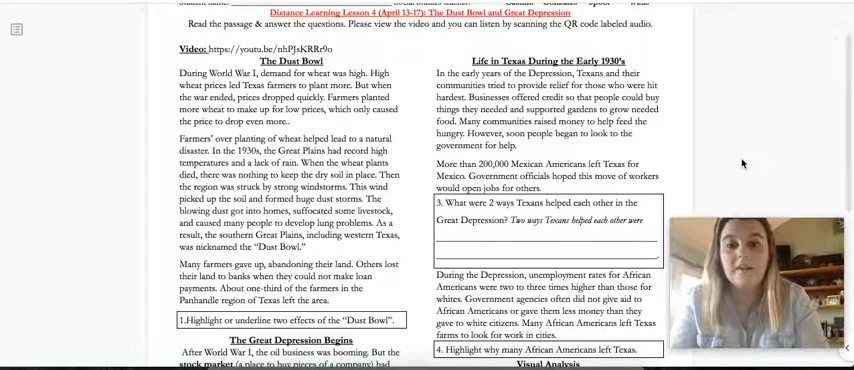 Distance Learning Lesson 4 (April 13-17): The Dust Bowl and Great Depression
Read the passage & answer the questions. Please view the video and you can listen by scanning the QR code labeled audio.
Video: https://youtu.be/nhPJsKRRr9o
The Dust Bowl
During World War I, demand for wheat was high. High
wheat prices led Texas farmers to plant more. But when
the war ended, prices dropped quickly. Farmers planted
more wheat to make up for low prices, which only caused
the price to drop even more..
Farmers' over planting of wheat helped lead to a natural
disaster. In the 1930s, the Great Plains had record high
temperatures and a lack of rain. When the wheat plants
died, there was nothing to keep the dry soil in place. Then
the region was struck by strong windstorms. This wind
picked up the soil and formed huge dust storms. The
blowing dust got into homes, suffocated some livestock,
and caused many people to develop lung problems. As a
result, the southern Great Plains, including western Texas,
was nicknamed the “Dust Bowl.”
Many farmers gave up, abandoning their land. Others lost
their land to banks when they could not make loan
payments. About one-third of the farmers in the
Panhandle region of Texas left the area.
1.Highlight or underline two effects of the “Dust Bowl”.
The Great Depression Begins
After World War I, the oil business was booming. But the
stock market (a place to buy pieces of a company) had
Life in Texas During the Early 1930's
In the early years of the Depression, Texans and their
communities tried to provide relief for those who were hit
hardest. Businesses offered credit so that people could buy
things they needed and supported gardens to grow needed
food. Many communities raised money to help feed the
hungry. However, soon people began to look to the
government for help.
More than 200,000 Mexican Americans left Texas for
Mexico. Government officials hoped this move of workers
would open jobs for others.
3. What were 2 ways Texans helped each other in the
Great Depression? Two ways Texans helped each other were
During the Depression, unemployment rates for African
Americans were two to three times higher than those for
whites. Government agencies often did not give aid to
African Americans or gave them less money than they
gave to white citizens. Many African Americans left Texas
farms to look for work in cities.
4. Highlight why many African Americans left Texas.
Visual Analysis